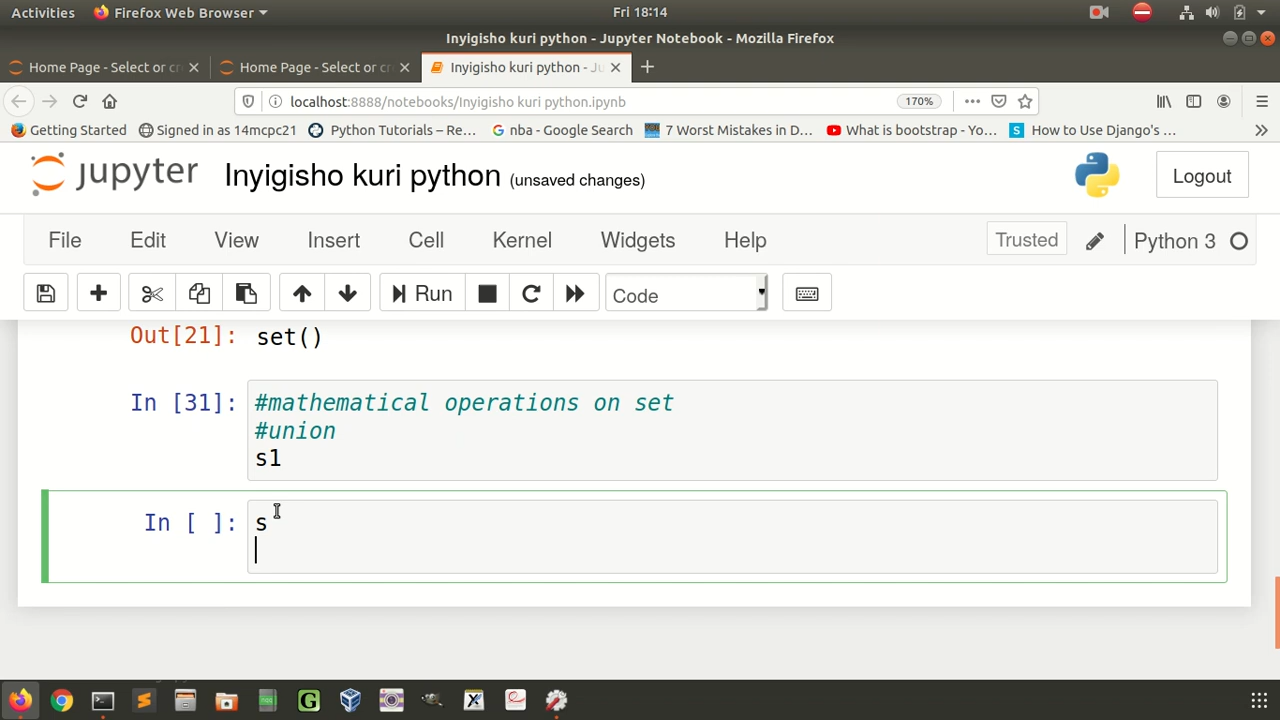 Activities Firefox Web Browser Fri 18:14
Inyigisho kuri python - Jupyter Notebook - Mozilla Firefox
Home Page - Select or cr Home Page - Select or cr Inyigisho kuri python - Ju
localhost:8888/notebooks/Inyigisho kuri python.ipynb 170%
Getting Started Signed in as 14mcpc21 Python Tutorials – Re... nba - Google Search 7 Worst Mistakes in D... What is bootstrap - Yo... How to Use Django's ...
jupyter Inyigisho kuri python (unsaved changes) Logout
File Edit View Insert Cell Kernel Widgets Help Trusted Python 3
Run Code
Out[21]: set()
In [31]: #mathematical operations on set
#union
s1
In [ ]: s